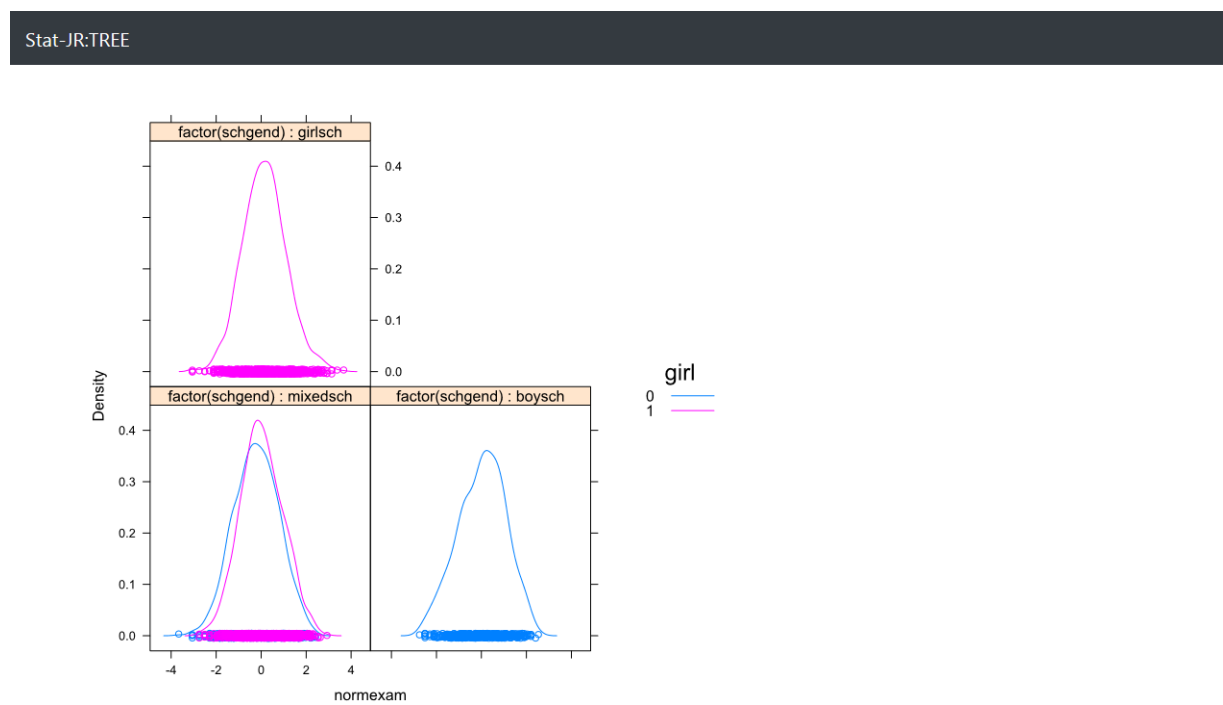 Stat-JR:TREE
factor(schgend) : girlsch
0.4
0.3
0.2
0.1
0.0
Density
factor(schgend) : mixedsch
factor(schgend) : boysch
0.4
0.3
0.2
0.1
0.0
-4 -2 0 2 4
normexam
girl
0
1